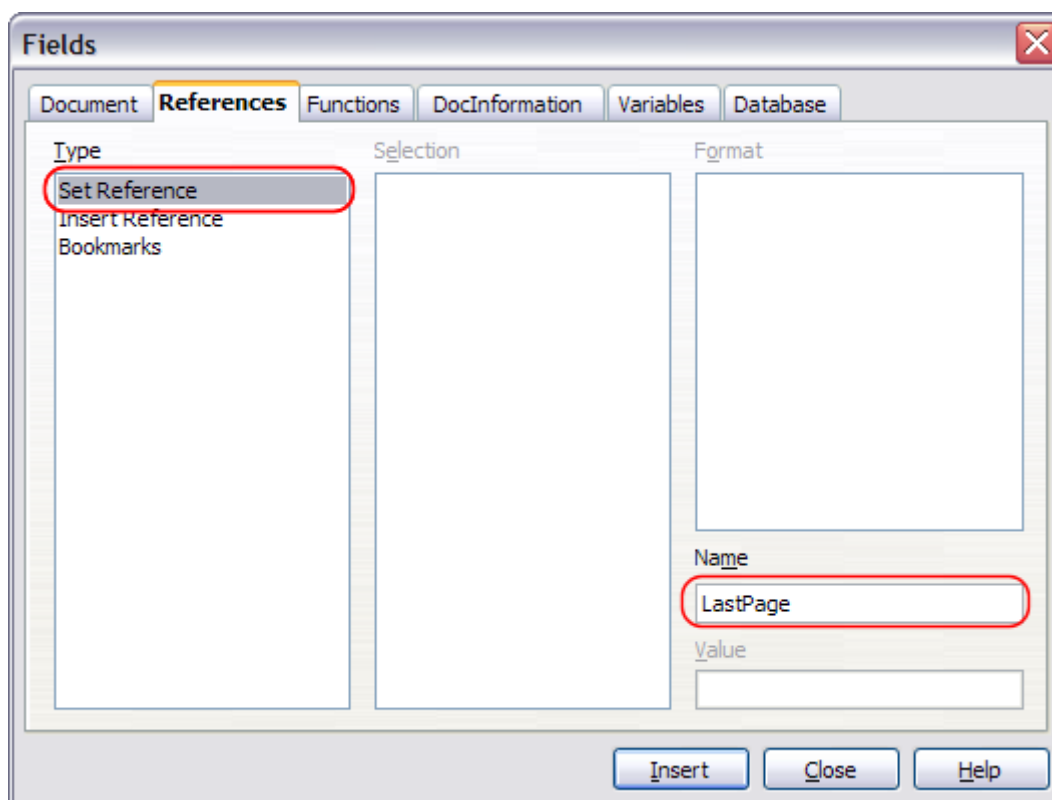 Fields
Document References Functions DocInformation Variables Database
Type Selection Format
Set Reference
Insert Reference
Bookmarks
Name
LastPage
Value
Insert Close Help